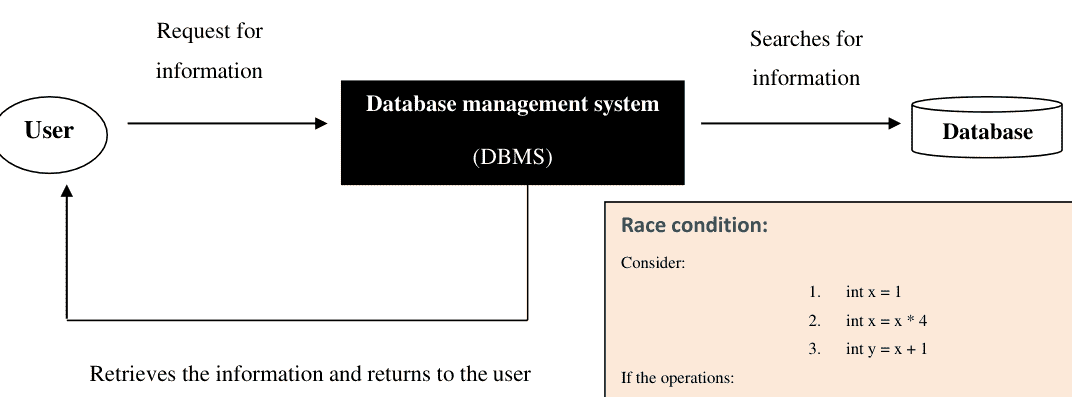 Request for
information
Searches for
information
User
Database management system
(DBMS)
Database
Retrieves the information and returns to the user
Race condition:
Consider:
1. int x = 1
2. int x = x * 4
3. int y = x + 1
If the operations: